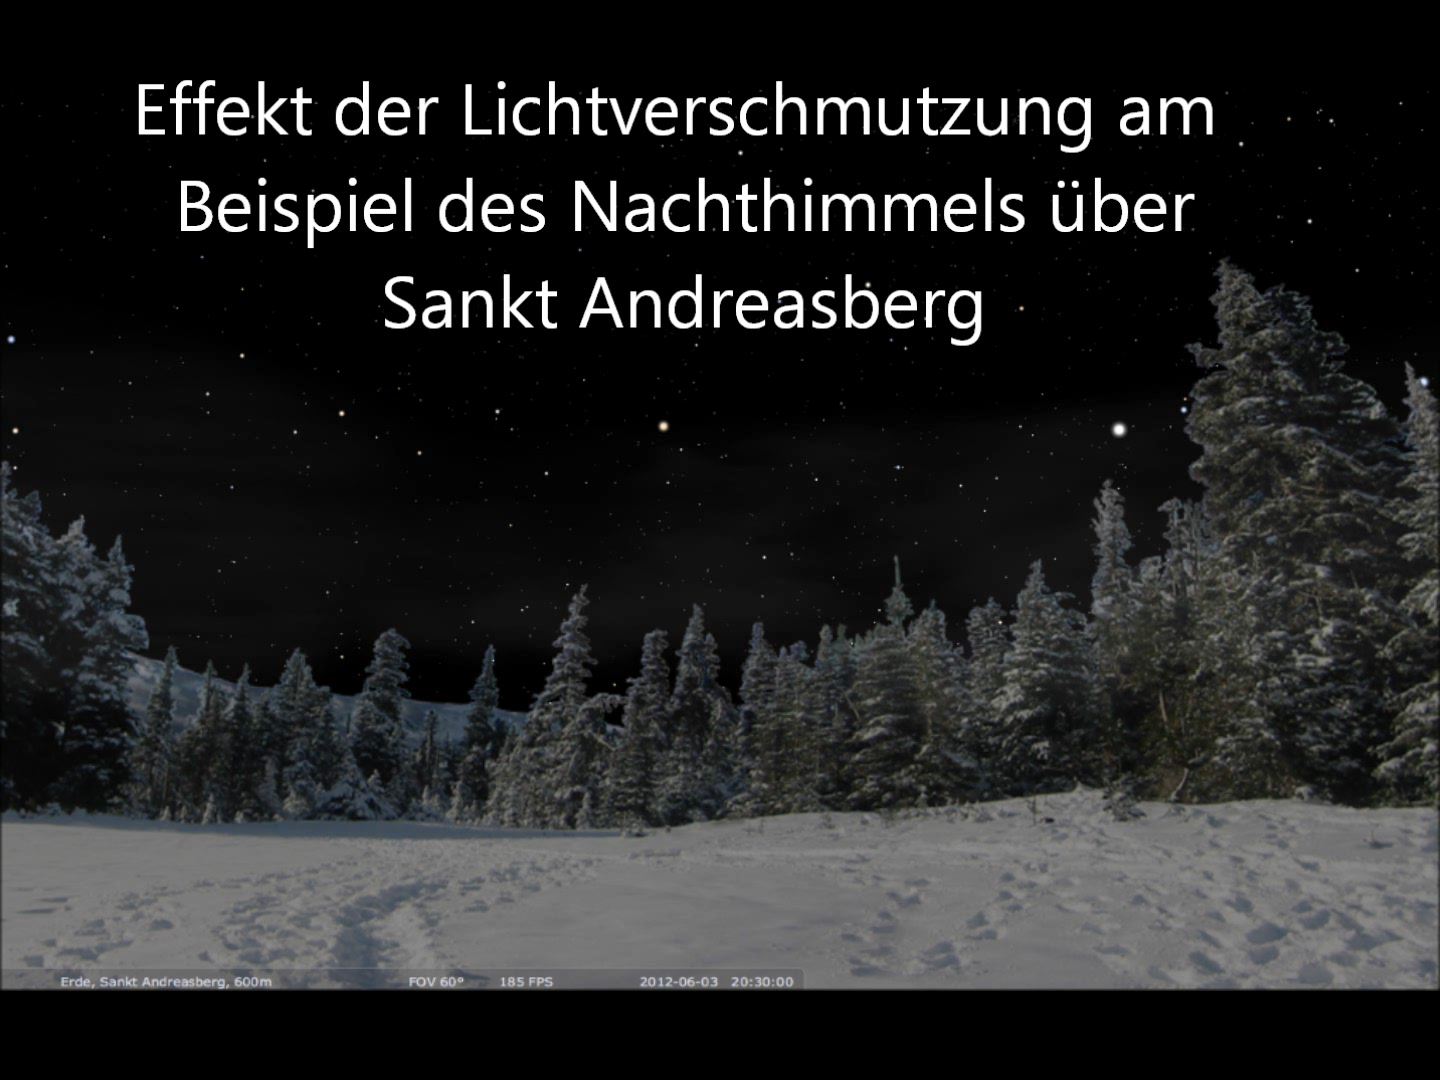 Effekt der Lichtverschmutzung am
Beispiel des Nachthimmels über
Sankt Andreasberg
Erde, Sankt Andreasberg, 600m FOV 60° 185 FPS 2012-06-03 20:30:00